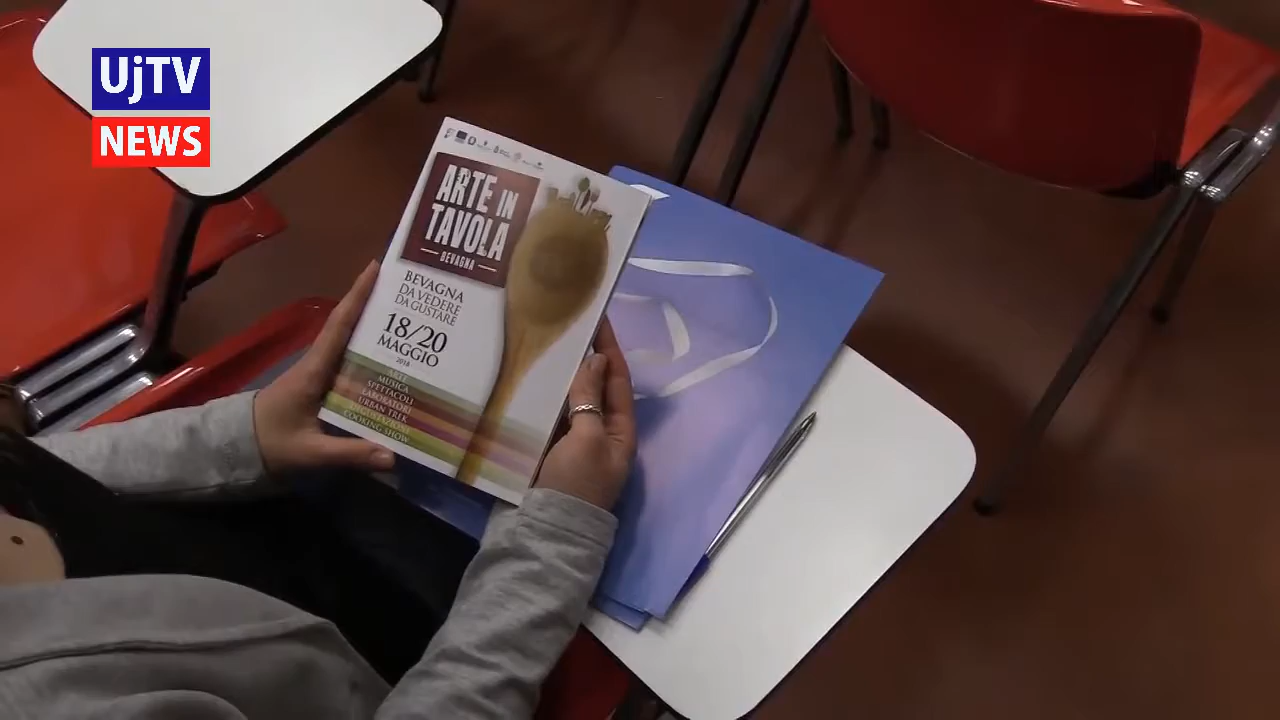 UjTV
NEWS
ARTE IN
TAVOLA
BEVAGNA
BEVAGNA
DA VEDERE
DA GUSTARE
18/20
MAGGIO
2018
ARTE
MUSICA
SPETTACOLI
LABORATORI
URBAN TREK
DEGUSTAZIONI
COOKING SHOW